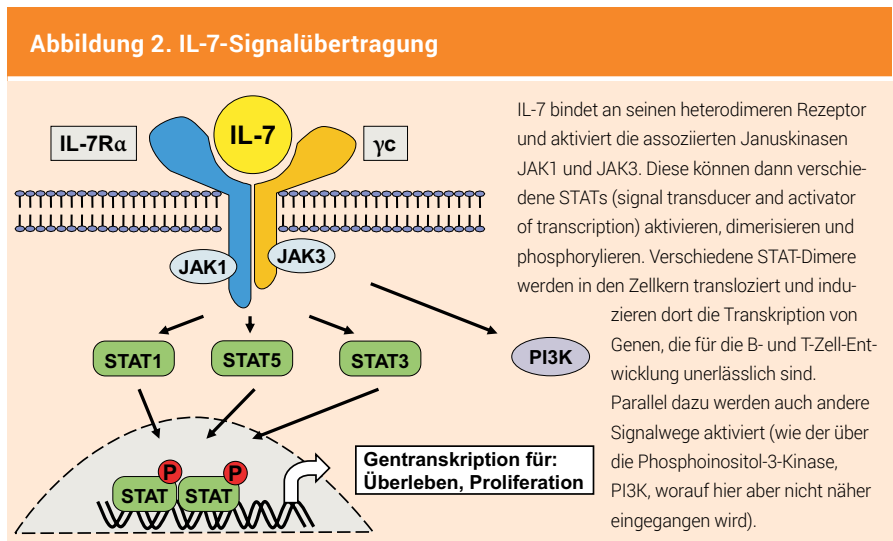 Abbildung 2. IL-7-Signalübertragung
IL-7Rα
IL-7
γc
JAK1
JAK3
STAT1
STAT5
STAT3
PI3K
P
P
STAT
STAT
Gentranskription für:
Überleben, Proliferation
IL-7 bindet an seinen heterodimeren Rezeptor
und aktiviert die assoziierten Januskinasen
JAK1 und JAK3. Diese können dann verschie-
dene STATs (signal transducer and activator
of transcription) aktivieren, dimerisieren und
phosphorylieren. Verschiedene STAT-Dimere
werden in den Zellkern transloziert und indu-
zieren dort die Transkription von
Genen, die für die B- und T-Zell-Ent-
wicklung unerlässlich sind.
Parallel dazu werden auch andere
Signalwege aktiviert (wie der über
die Phosphoinositol-3-Kinase,
PI3K, worauf hier aber nicht näher
eingegangen wird).